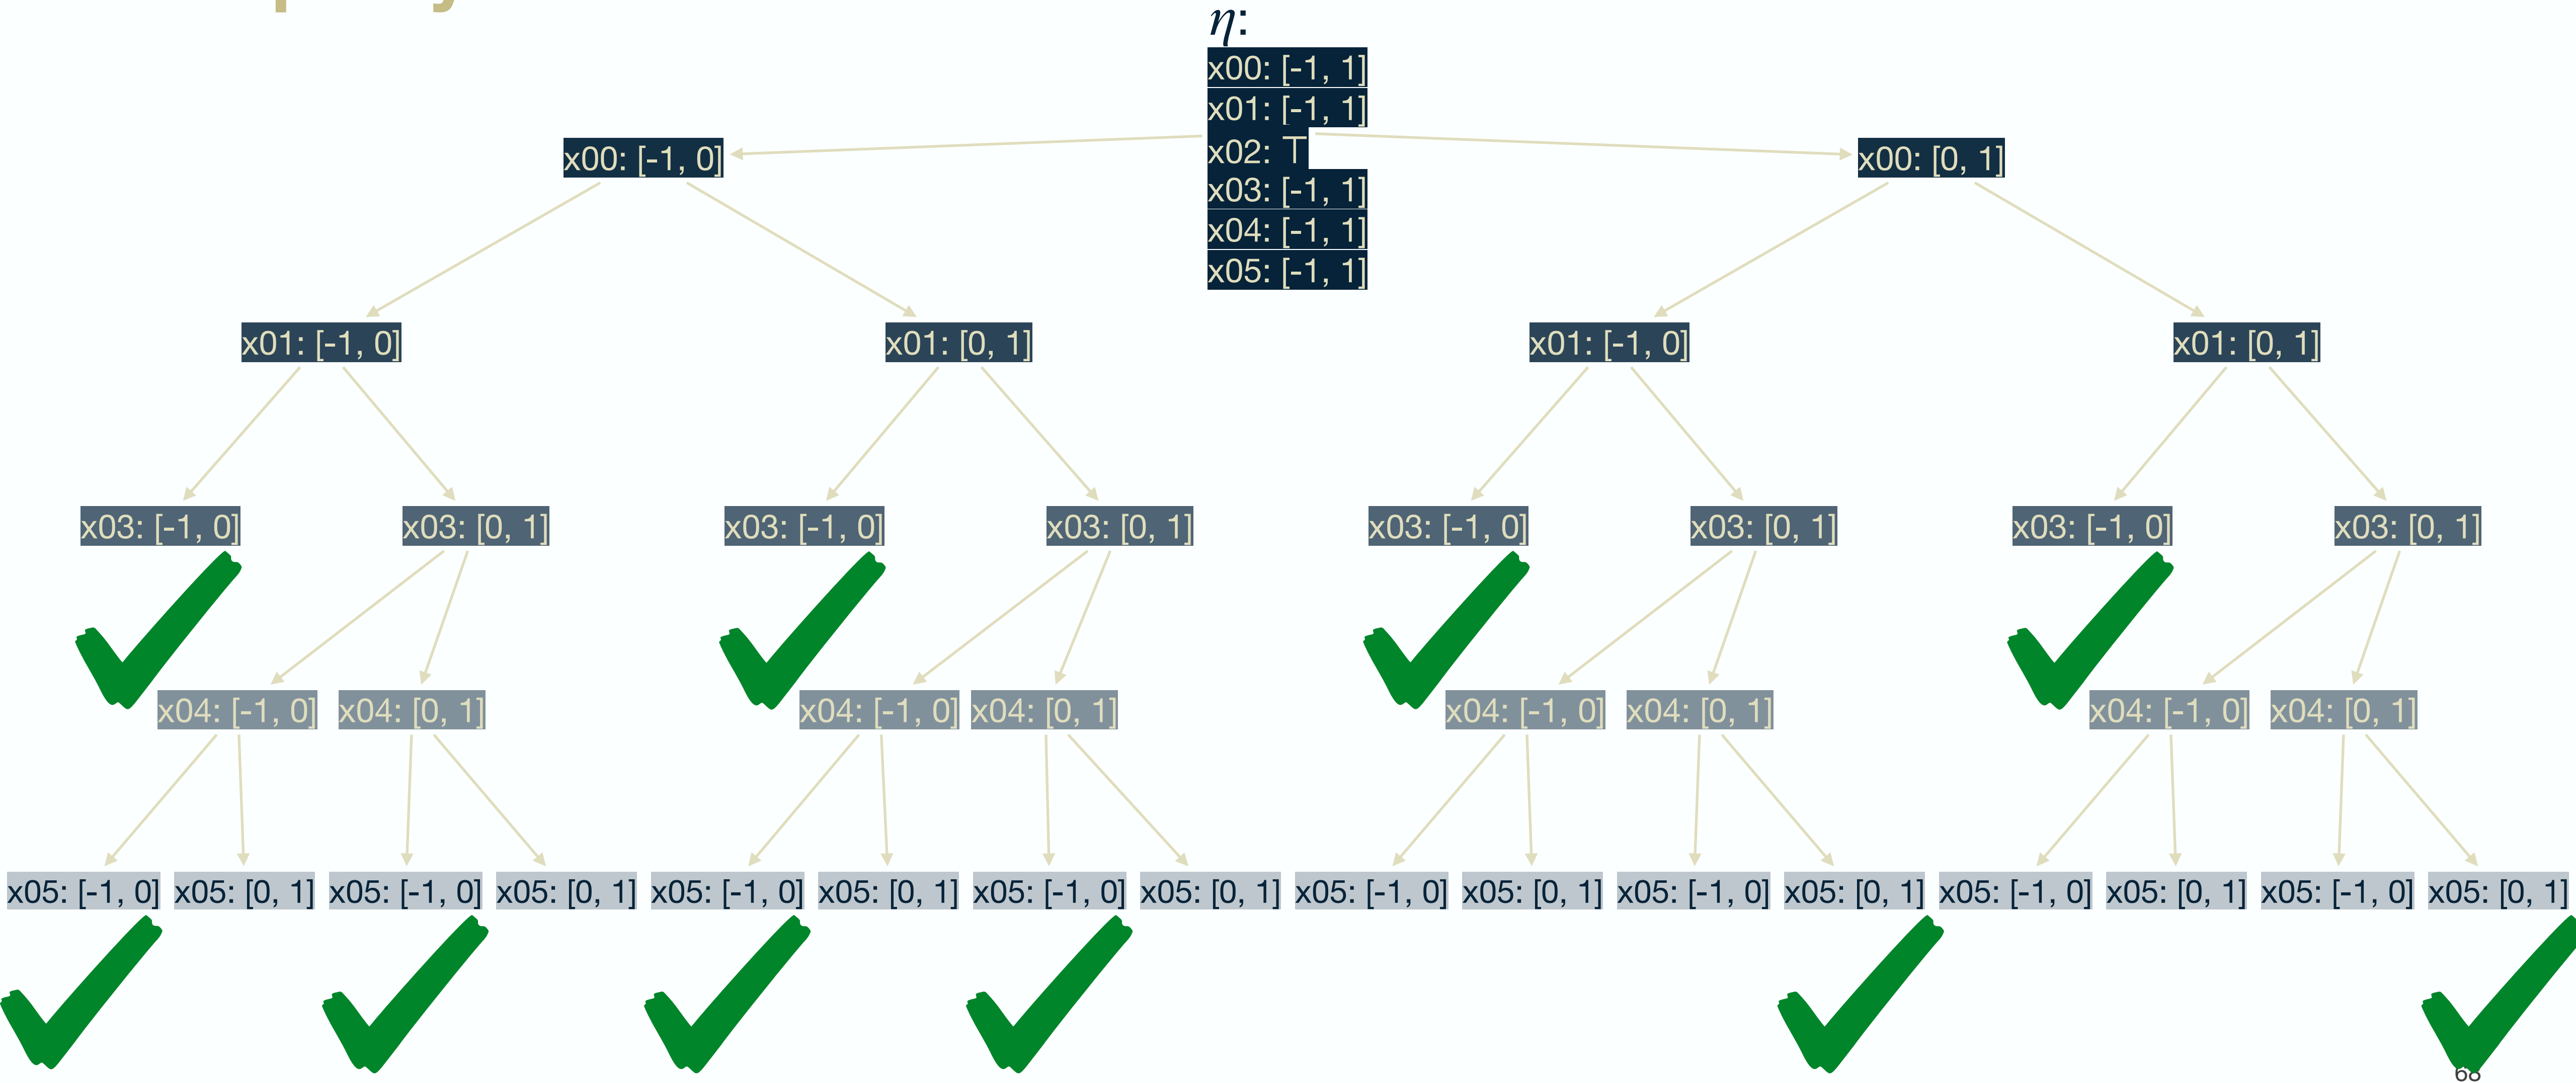 η:
x00: [-1, 1]
x01: [-1, 1]
x02: ⊤
x03: [-1, 1]
x04: [-1, 1]
x05: [-1, 1]
x00: [-1, 0] x00: [0, 1]
x01: [-1, 0] x01: [0, 1] x01: [-1, 0] x01: [0, 1]
x03: [-1, 0] x03: [0, 1] x03: [-1, 0] x03: [0, 1] x03: [-1, 0] x03: [0, 1] x03: [-1, 0] x03: [0, 1]
x04: [-1, 0] x04: [0, 1] x04: [-1, 0] x04: [0, 1] x04: [-1, 0] x04: [0, 1] x04: [-1, 0] x04: [0, 1]
x05: [-1, 0] x05: [0, 1] x05: [-1, 0] x05: [0, 1] x05: [-1, 0] x05: [0, 1] x05: [-1, 0] x05: [0, 1] x05: [-1, 0] x05: [0, 1] x05: [-1, 0] x05: [0, 1] x05: [-1, 0] x05: [0, 1] x05: [-1, 0] x05: [0, 1]
68